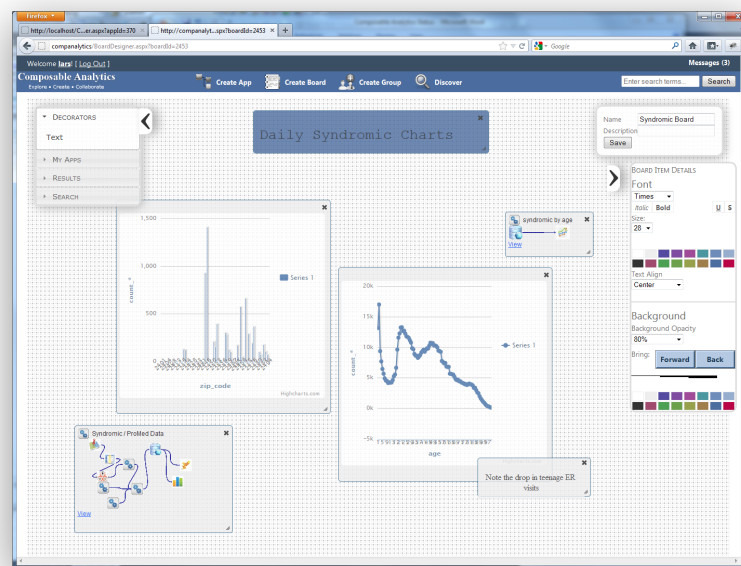 Firefox
http://localhost/C...er.aspx?appId=370
http://companalyt...spx?boardId=2453
companalytics/BoardDesigner.aspx?boardId=2453
Google
Welcome lars! [ Log Out ]
Messages (3)
Composable Analytics
Explore • Create • Collaborate
Create App
Create Board
Create Group
Discover
Enter search terms...
Search
Decorators
Text
My Apps
Results
Search
Daily Syndromic Charts
Name
Syndromic Board
Description
Save
Board Item Details
Font
Times
Italic Bold U S
Size:
28
Text Align
Center
Background
Background Opacity
80%
Bring:
Forward
Back
syndromic by age
View
1,500
1,000
500
0
count_*
Series 1
zip_code
Highcharts.com
20k
15k
10k
5k
0k
-5k
count_*
Series 1
age
Syndromic / ProMed Data
View
Note the drop in teenage ER
visits